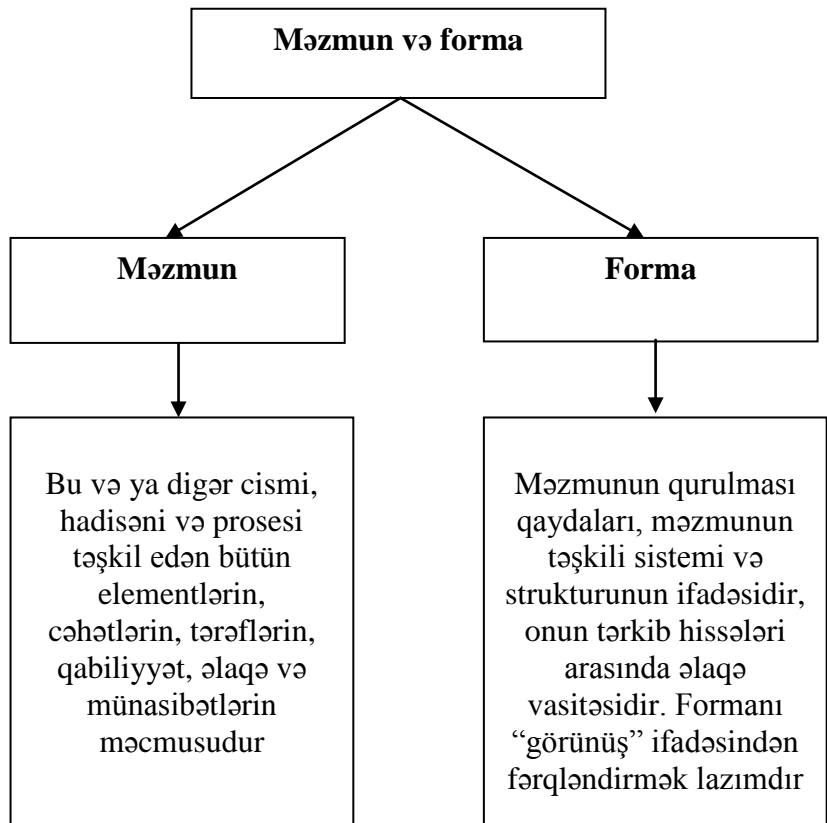 Məzmun və forma
Məzmun
Forma
Bu və ya digər cismi,
hadisəni və prosesi
təşkil edən bütün
elementlərin,
cəhətlərin, tərəflərin,
qabiliyyət, əlaqə və
münasibətlərin
məcmusudur
Məzmunun qurulması
qaydaları, məzmunun
təşkili sistemi və
strukturunun ifadəsidir,
onun tərkib hissələri
arasında əlaqə
vasitəsidir. Formanı
“görünüş” ifadəsindən
fərqləndirmək lazımdır